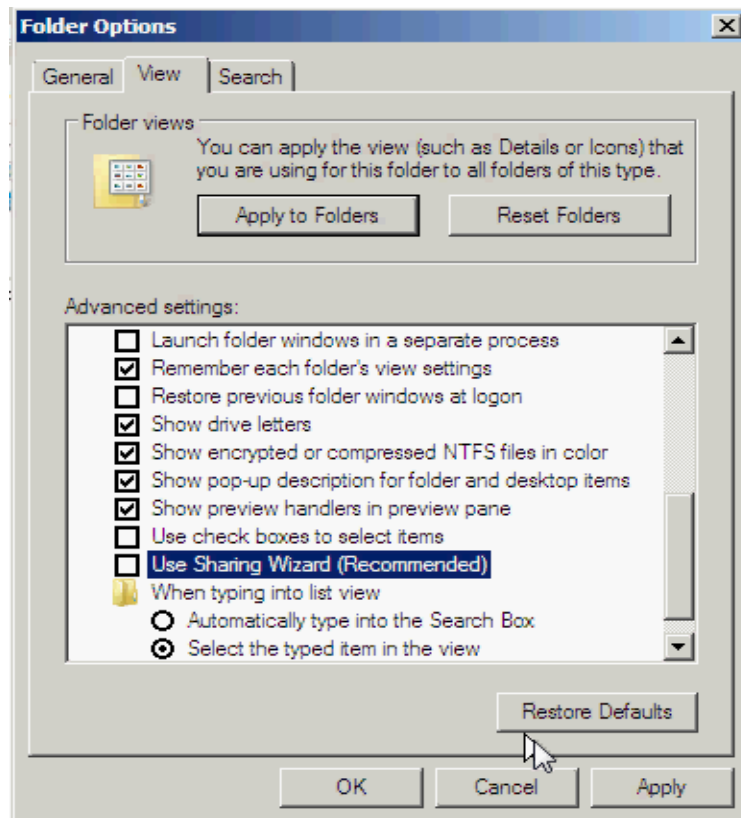 Folder Options
General View Search
Folder views
You can apply the view (such as Details or Icons) that
you are using for this folder to all folders of this type.
Apply to Folders Reset Folders
Advanced settings:
Launch folder windows in a separate process
Remember each folder's view settings
Restore previous folder windows at logon
Show drive letters
Show encrypted or compressed NTFS files in color
Show pop-up description for folder and desktop items
Show preview handlers in preview pane
Use check boxes to select items
Use Sharing Wizard (Recommended)
When typing into list view
Automatically type into the Search Box
Select the typed item in the view
Restore Defaults
OK Cancel Apply